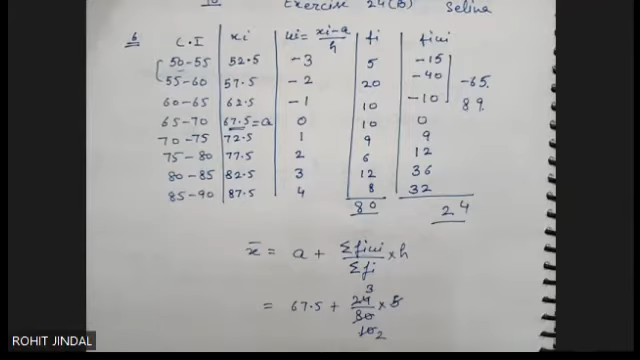 10 Exercise 24(B) Selina
6 C.I xi ui = xi-a/h fi fiui
50-55 52.5 -3 5 -15
55-60 57.5 -2 20 -40 -65
60-65 62.5 -1 10 -10 89
65-70 67.5=a 0 10 0
70-75 72.5 1 9 9
75-80 77.5 2 6 12
80-85 82.5 3 12 36
85-90 87.5 4 8 32
80 24
x̄ = a + Σfiui/Σfi × h
= 67.5 + 24/80 × 5
3
10 2
ROHIT JINDAL